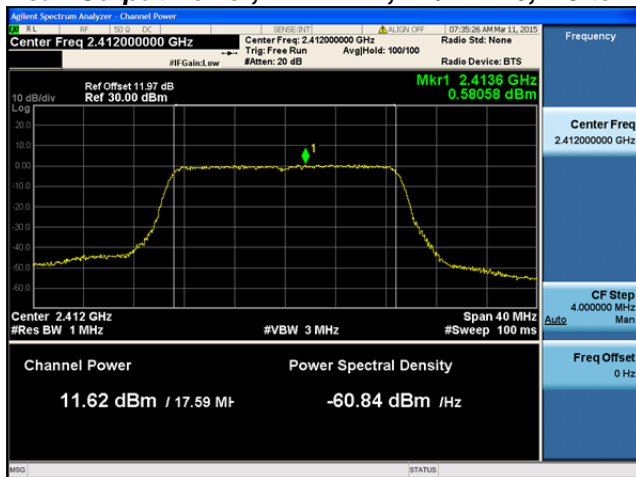 Agilent Spectrum Analyzer - Channel Power
RL RF 50 Ω DC SENSE:INT ALIGN OFF 07:35:26 AM Mar 11, 2015
Center Freq 2.412000000 GHz
Center Freq: 2.412000000 GHz
Trig: Free Run Avg|Hold: 100/100
#IFGain:Low #Atten: 20 dB
Radio Std: None
Radio Device: BTS
Frequency
Ref Offset 11.97 dB
10 dB/div Ref 30.00 dBm
Log
Mkr1 2.4136 GHz
0.58058 dBm
1
20.0
10.0
0.00
-10.0
-20.0
-30.0
-40.0
-50.0
-60.0
Center 2.412 GHz Span 40 MHz
#Res BW 1 MHz #VBW 3 MHz #Sweep 100 ms
Channel Power Power Spectral Density
11.62 dBm / 17.59 MH -60.84 dBm /Hz
Center Freq
2.412000000 GHz
CF Step
4.000000 MHz
Auto Man
Freq Offset
0 Hz
MSG STATUS